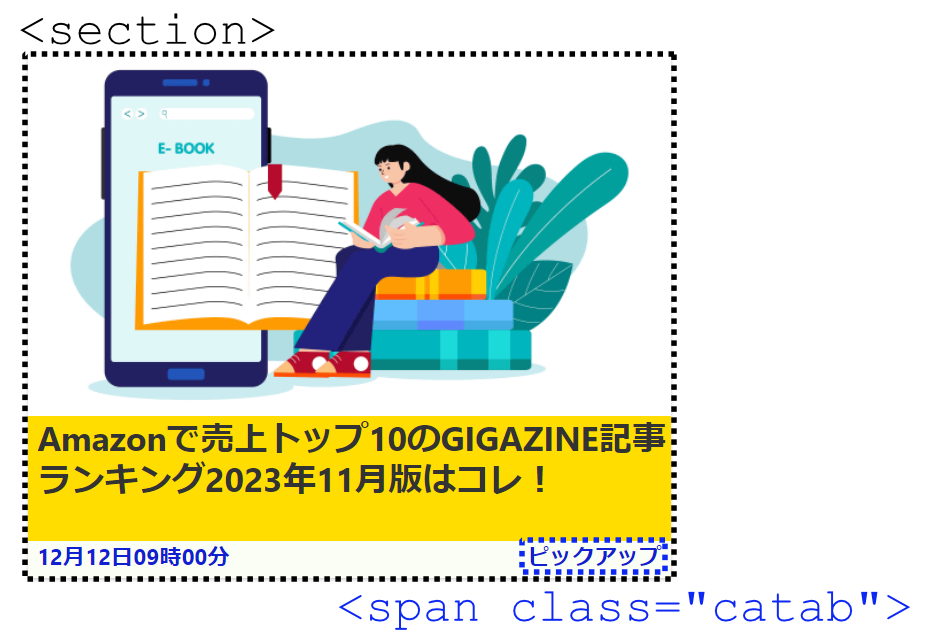 <section>
< >
E- BOOK
Amazonで売上トップ10のGIGAZINE記事
ランキング2023年11月版はコレ！
12月12日09時00分
ピックアップ
<span class="catab">